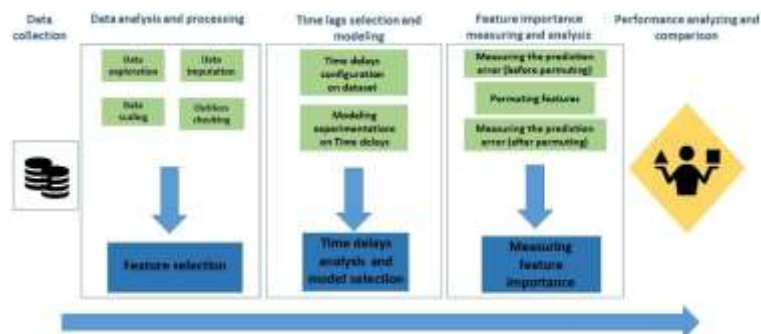 Data
collection
Data analysis and processing
Data
exploration
Data
imputation
Data
scaling
Outliers
checking
Feature selection
Time lags selection and
modeling
Time delays
configuration
on dataset
Modeling
experimentations
on Time delays
Time delays
analysis and
model selection
Feature importance
measuring and analysis
Measuring the prediction
error (before permuting)
Permuting features
Measuring the prediction
error (after permuting)
Measuring
feature
importance
Performance analyzing and
comparison